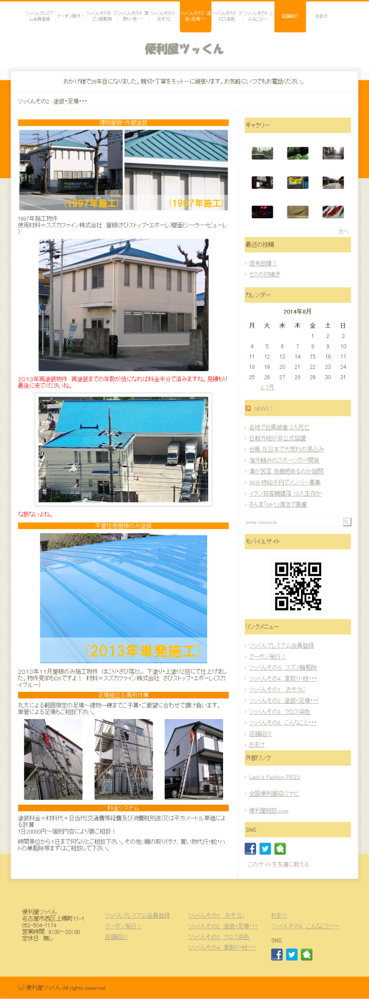 ツッくんプレミアム会員登録
クーポン発行！
ツッくんその5 スズメ蜂駆除
ツッくんその4 草取り・枝・・・
ツッくんその1 おそうじ
ツッくんその2 塗装・足場・・・
ツッくんその3 クロス染色
ツッくんその6 こんなこと・・・
店舗紹介
おまけ
便利屋ツッくん
おかげ様で26年目になりました。親切・丁寧をモットーに頑張ります。お気軽にいつでもお電話ください。
ツッくんその2　塗装・足場・・・
建物屋根・外壁塗装
(1997年施工)
(1997年施工)
1997年施工物件
使用材料＝スズカファイン株式会社　屋根(さびストップ・エポーレ)壁面(シーラー・ビューレ
)
2013年再塗装物件　再塗装までの年数が倍になれば料金半分で済みますね。見積もり
最後に来てくださいね。
な訳ないよね。
平屋住居屋根のみ塗装
(2013年単発施工)
2013年11月屋根のみ施工物件　ほこり・さび落とし、下塗り・上塗り2回にて仕上げまし
た。物件見学もOKですよ！　材料＝スズカファイン株式会社　さびストップ・エポーレ(スカ
イブルー)
足場組立＆高所作業
丸太による範囲限定の足場～建物一棟までご予算・ご要望に合わせて請け負います。
単管による足場もご相談下さい。
料金システム
塗装料金＝材料代＋日当代(交通費等経費及び消費税別途)又は平方メートル単価によ
る計算
1日20000円～個別内容により要ご相談！
時間単位から1日まで何なりとご相談下さい。その他：棚の取り付け、買い物代行・蛇・ハ
トの巣駆除等まずはご相談して下さい。
ギャラリー
次へ
最近の投稿
信号故障？
セミの初鳴き
カレンダー
2014年8月
月 火 水 木 金 土 日
1 2 3
4 5 6 7 8 9 10
11 12 13 14 15 16 17
18 19 20 21 22 23 24
25 26 27 28 29 30 31
« 7月
NEWS！
各地で台風被害 3人死亡
日朝外相が非公式協議
台風 北日本で大荒れの見込み
海外頼みのスポーツカー開発
澤が苦言 危機感あるのか疑問
AKB 時給千円でメンバー募集
イラン旅客機墜落 10人生存か
さんま「M-1」復活で憂慮
enter keywords
モバイルサイト
リンクメニュー
ツッくんプレミアム会員登録
クーポン発行！
ツッくんその5　スズメ蜂駆除
ツッくんその4　草取り・枝・・・
ツッくんその1　おそうじ
ツッくんその2　塗装・足場・・・
ツッくんその3　クロス染色
ツッくんその6　こんなこと・・・
店舗紹介
おまけ
外部リンク
Lady's Fashion PEQU
全国便利屋紹介ナビ
便利屋相談.com
SNS
このサイトを友達に教える
便利屋ツッくん
名古屋市西区上橋町11-1
052-504-1174
営業時間　9：00～20：00
定休日　無し
ツッくんプレミアム会員登録
クーポン発行！
店舗紹介
ツッくんその1　おそうじ
ツッくんその2　塗装・足場・・・
ツッくんその3　クロス染色
ツッくんその4　草取り・枝・・・
おまけ
ツッくんその6　こんなこと・・・
SNS
(c) 便利屋ツッくん All rights reserved